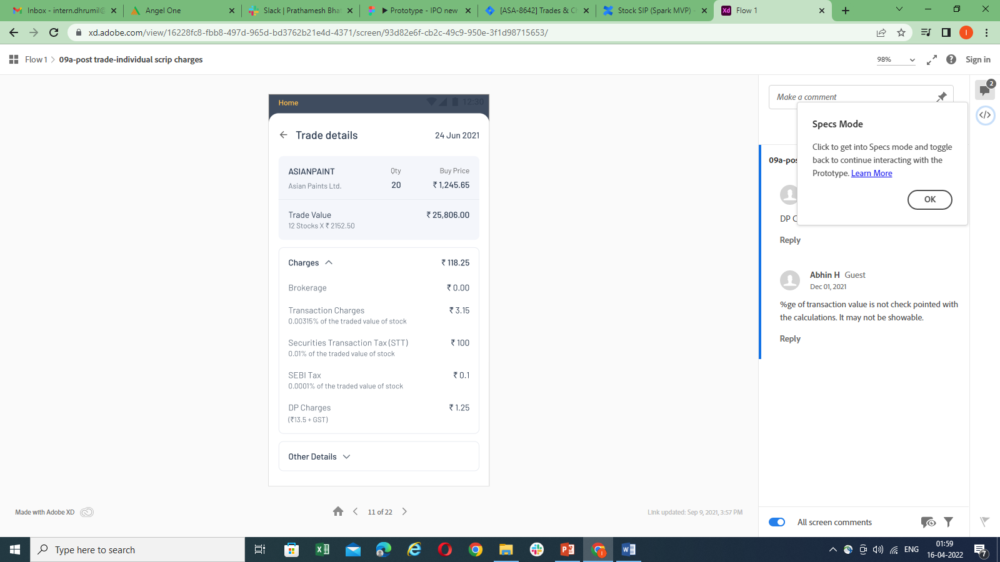 Inbox - intern.dhrumil@
Angel One
Slack | Prathamesh Bha
Prototype - IPO new
[ASA-8642] Trades & C
Stock SIP (Spark MVP) -
Xd Flow 1
xd.adobe.com/view/16228fc8-fbb8-497d-965d-bd3762b21e4d-4371/screen/93d82e6f-cb2c-49c9-950e-3f1d98715653/
I
Flow 1 > 09a-post trade-individual scrip charges
98%
Sign in
Home
12:30
Trade details
24 Jun 2021
ASIANPAINT Qty Buy Price
Asian Paints Ltd. 20 ₹ 1,245.65
Trade Value ₹ 25,806.00
12 Stocks X ₹ 2152.50
Charges ₹ 118.25
Brokerage ₹ 0.00
Transaction Charges ₹ 3.15
0.00315% of the traded value of stock
Securities Transaction Tax (STT) ₹ 100
0.01% of the traded value of stock
SEBI Tax ₹ 0.1
0.0001% of the traded value of stock
DP Charges ₹ 1.25
(₹13.5 + GST)
Other Details
Made with Adobe XD
11 of 22
Link updated: Sep 9, 2021, 3:57 PM
Make a comment
2
Specs Mode
Click to get into Specs mode and toggle
back to continue interacting with the
Prototype. Learn More
OK
09a-pos
DP C
Reply
Abhin H Guest
Dec 01, 2021
%ge of transaction value is not check pointed with
the calculations. It may not be showable.
Reply
All screen comments
Type here to search
ENG
01:59
16-04-2022
7